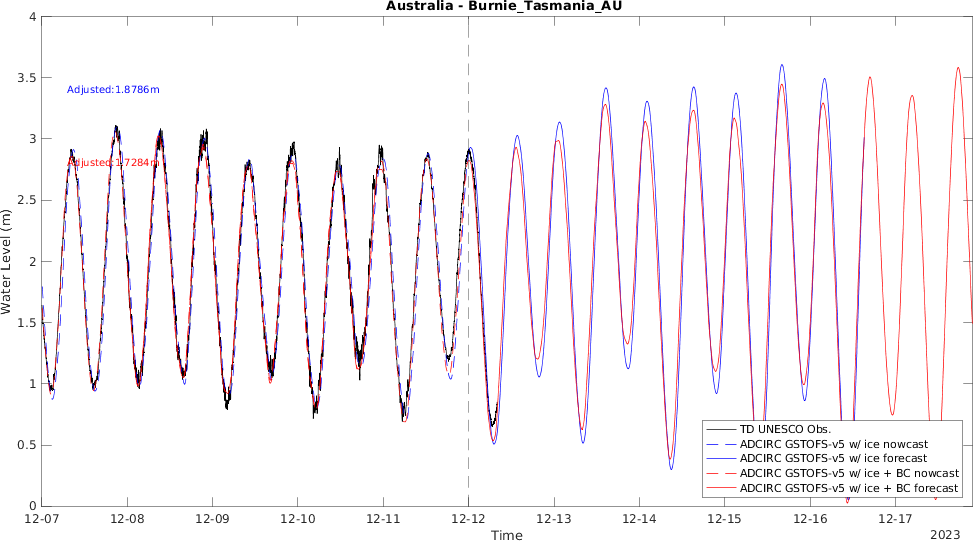 Australia - Burnie_Tasmania_AU
4
3.5
3
2.5
2
1.5
1
0.5
0
Water Level (m)
Adjusted:1.8786m
Adjusted:1.7284m
TD UNESCO Obs.
ADCIRC GSTOFS-v5 w/ ice nowcast
ADCIRC GSTOFS-v5 w/ ice forecast
ADCIRC GSTOFS-v5 w/ ice + BC nowcast
ADCIRC GSTOFS-v5 w/ ice + BC forecast
12-07 12-08 12-09 12-10 12-11 12-12 12-13 12-14 12-15 12-16 12-17
Time
2023